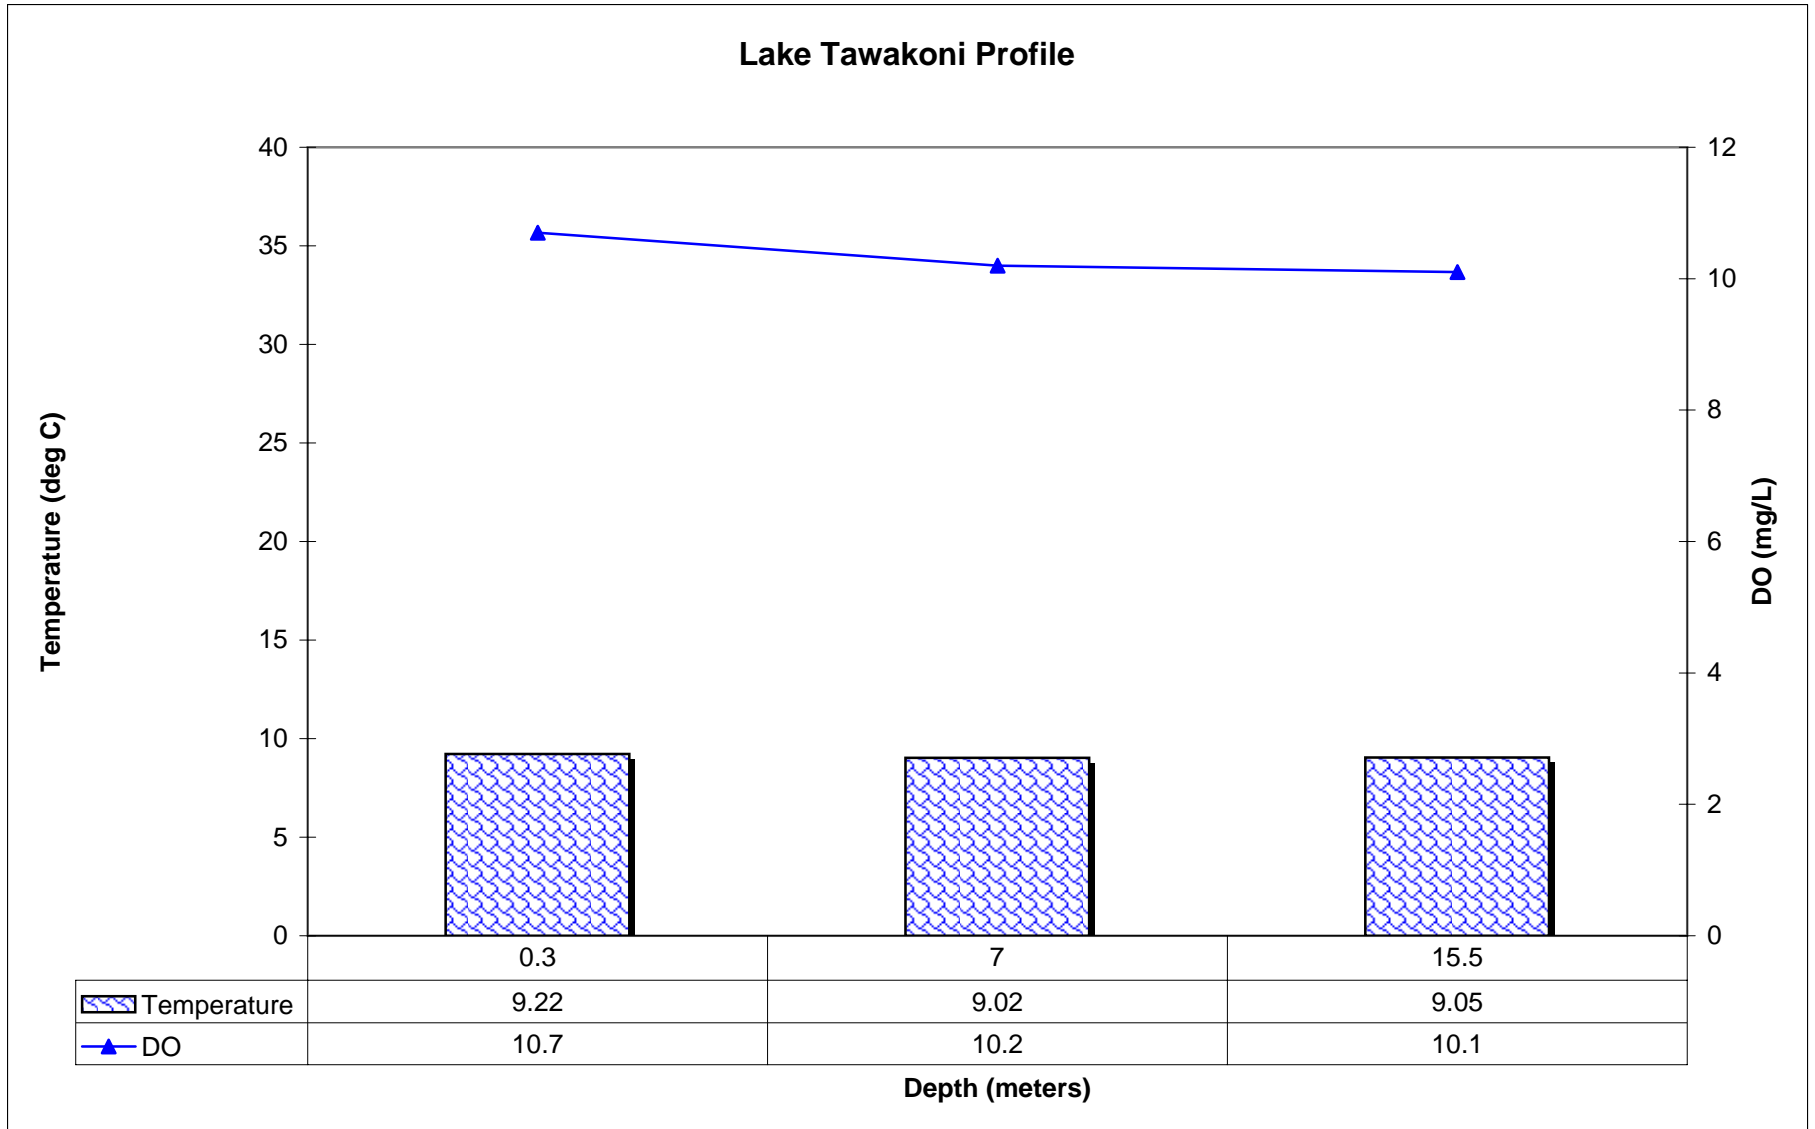 Lake Tawakoni Profile
40
35
30
25
20
15
10
5
0
Temperature (deg C)
12
10
8
6
4
2
0
DO (mg/L)
0.3 7 15.5
Temperature 9.22 9.02 9.05
DO 10.7 10.2 10.1
Depth (meters)